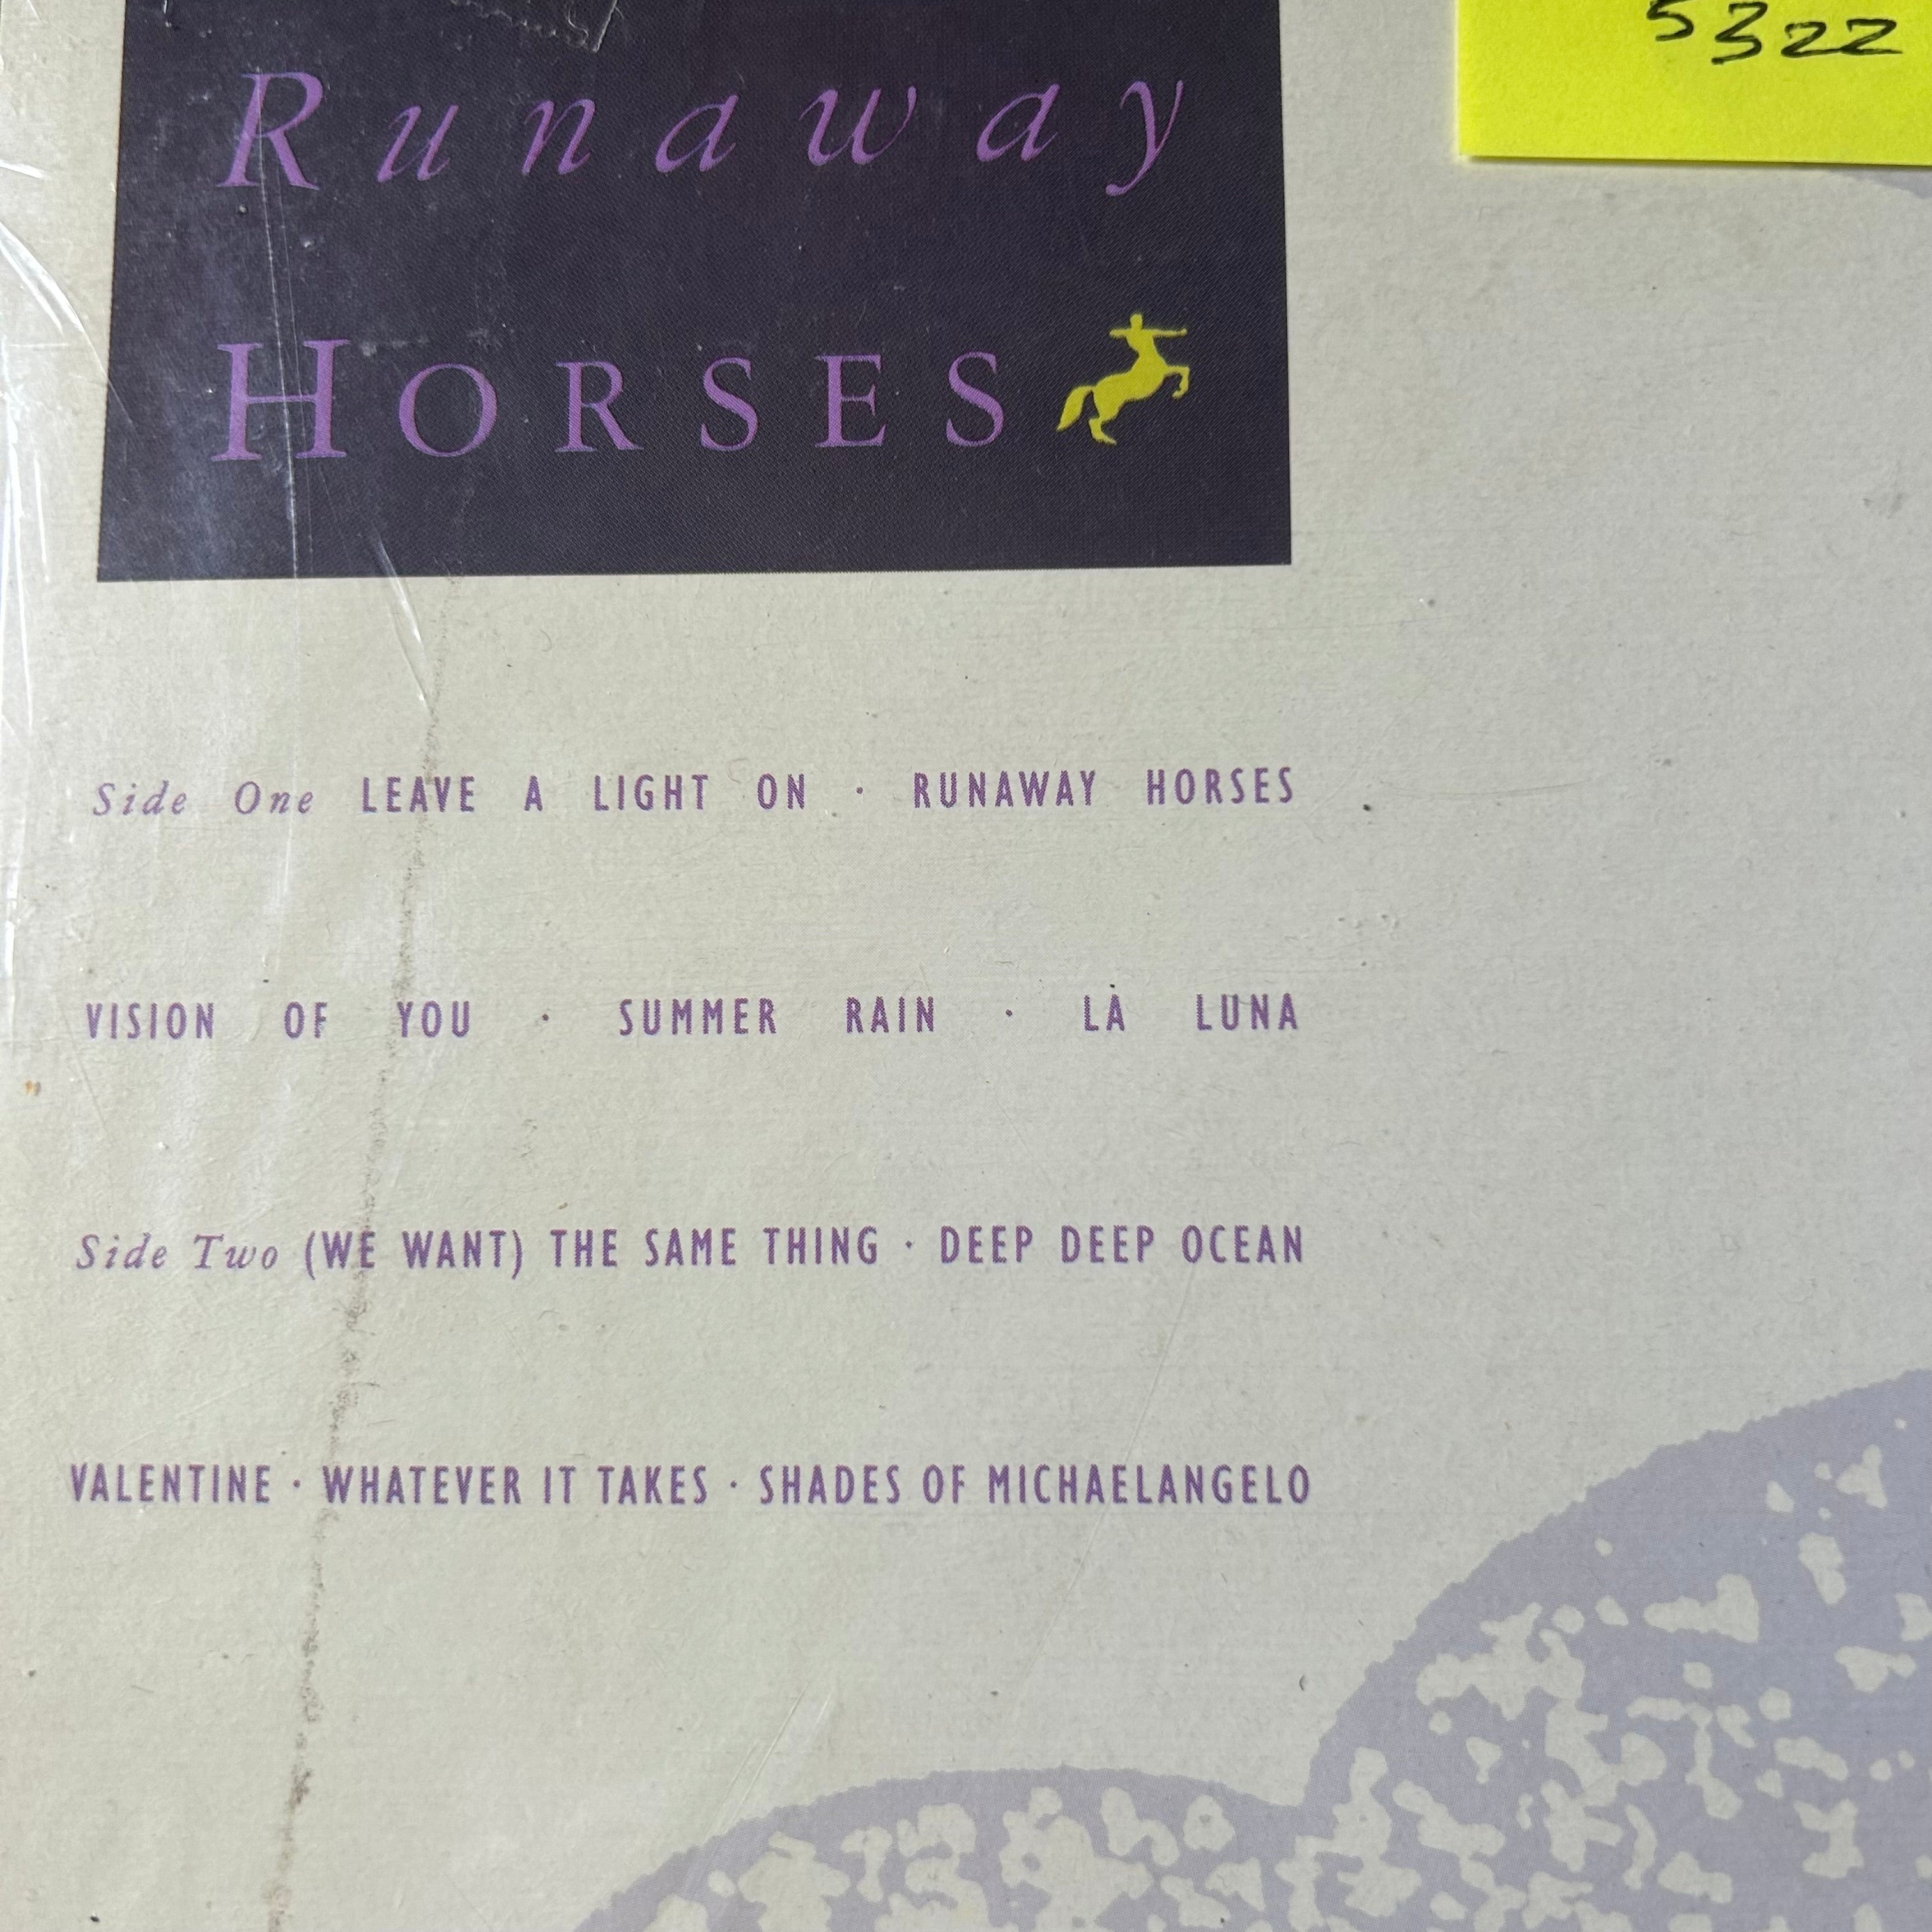 5322
Runaway
HORSES
Side One LEAVE A LIGHT ON · RUNAWAY HORSES
VISION OF YOU · SUMMER RAIN · LA LUNA
Side Two (WE WANT) THE SAME THING · DEEP DEEP OCEAN
VALENTINE · WHATEVER IT TAKES · SHADES OF MICHAELANGELO